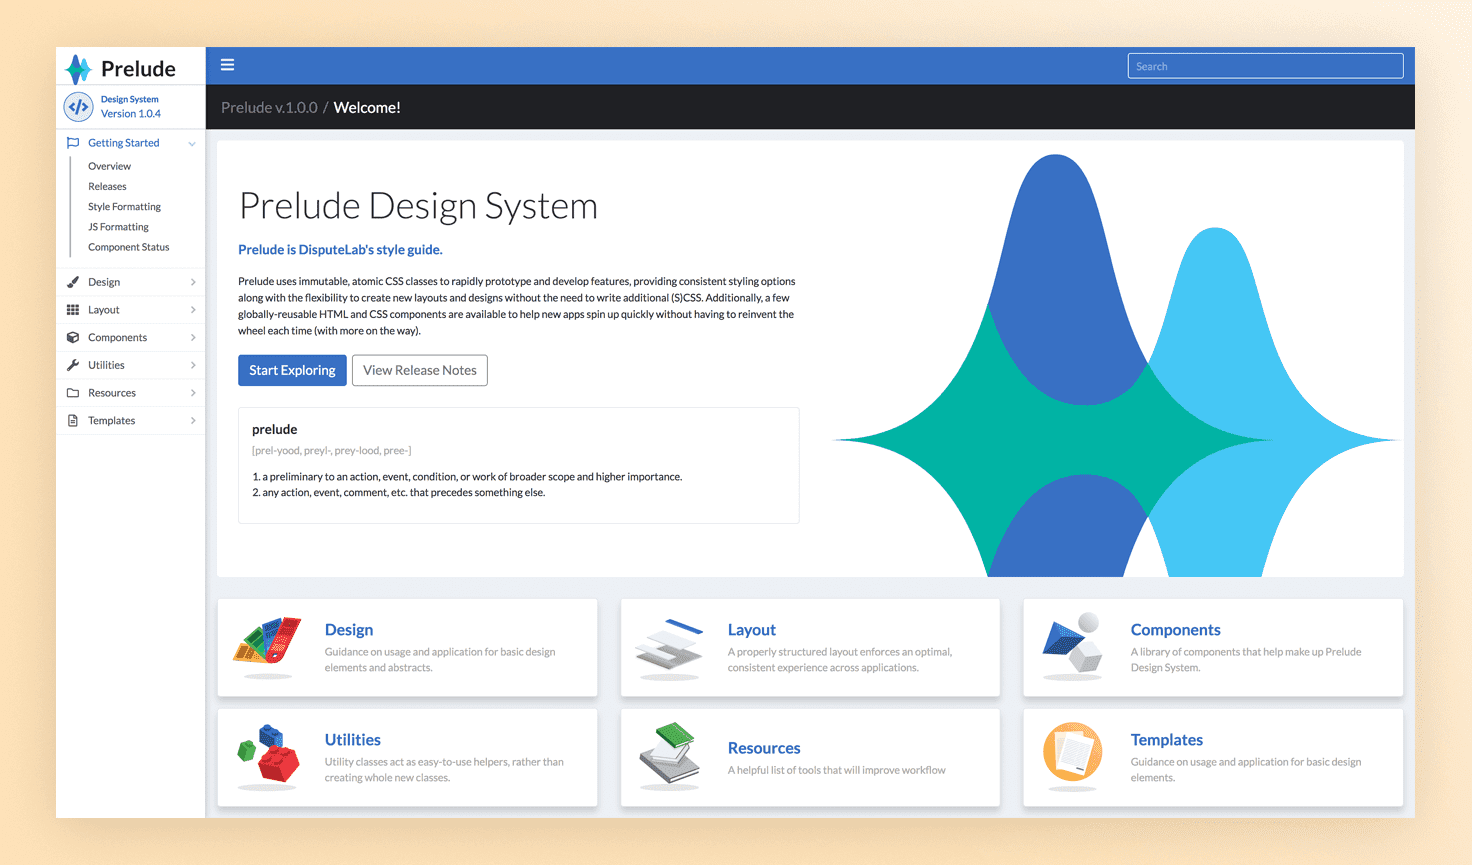 Prelude
Design System
Version 1.0.4
Getting Started
Overview
Releases
Style Formatting
JS Formatting
Component Status
Design
Layout
Components
Utilities
Resources
Templates
Search
Prelude v.1.0.0 / Welcome!
Prelude Design System
Prelude is DisputeLab's style guide.
Prelude uses immutable, atomic CSS classes to rapidly prototype and develop features, providing consistent styling options
along with the flexibility to create new layouts and designs without the need to write additional (S)CSS. Additionally, a few
globally-reusable HTML and CSS components are available to help new apps spin up quickly without having to reinvent the
wheel each time (with more on the way).
Start Exploring
View Release Notes
prelude
[prel-yood, preyl-, prey-lood, pree-]
1. a preliminary to an action, event, condition, or work of broader scope and higher importance.
2. any action, event, comment, etc. that precedes something else.
Design
Guidance on usage and application for basic design
elements and abstracts.
Layout
A properly structured layout enforces an optimal,
consistent experience across applications.
Components
A library of components that help make up Prelude
Design System.
Utilities
Utility classes act as easy-to-use helpers, rather than
creating whole new classes.
Resources
A helpful list of tools that will improve workflow
Templates
Guidance on usage and application for basic design
elements.